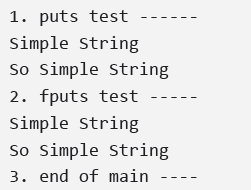 1. puts test ------
Simple String
So Simple String
2. fputs test -----
Simple String
So Simple String
3. end of main ----